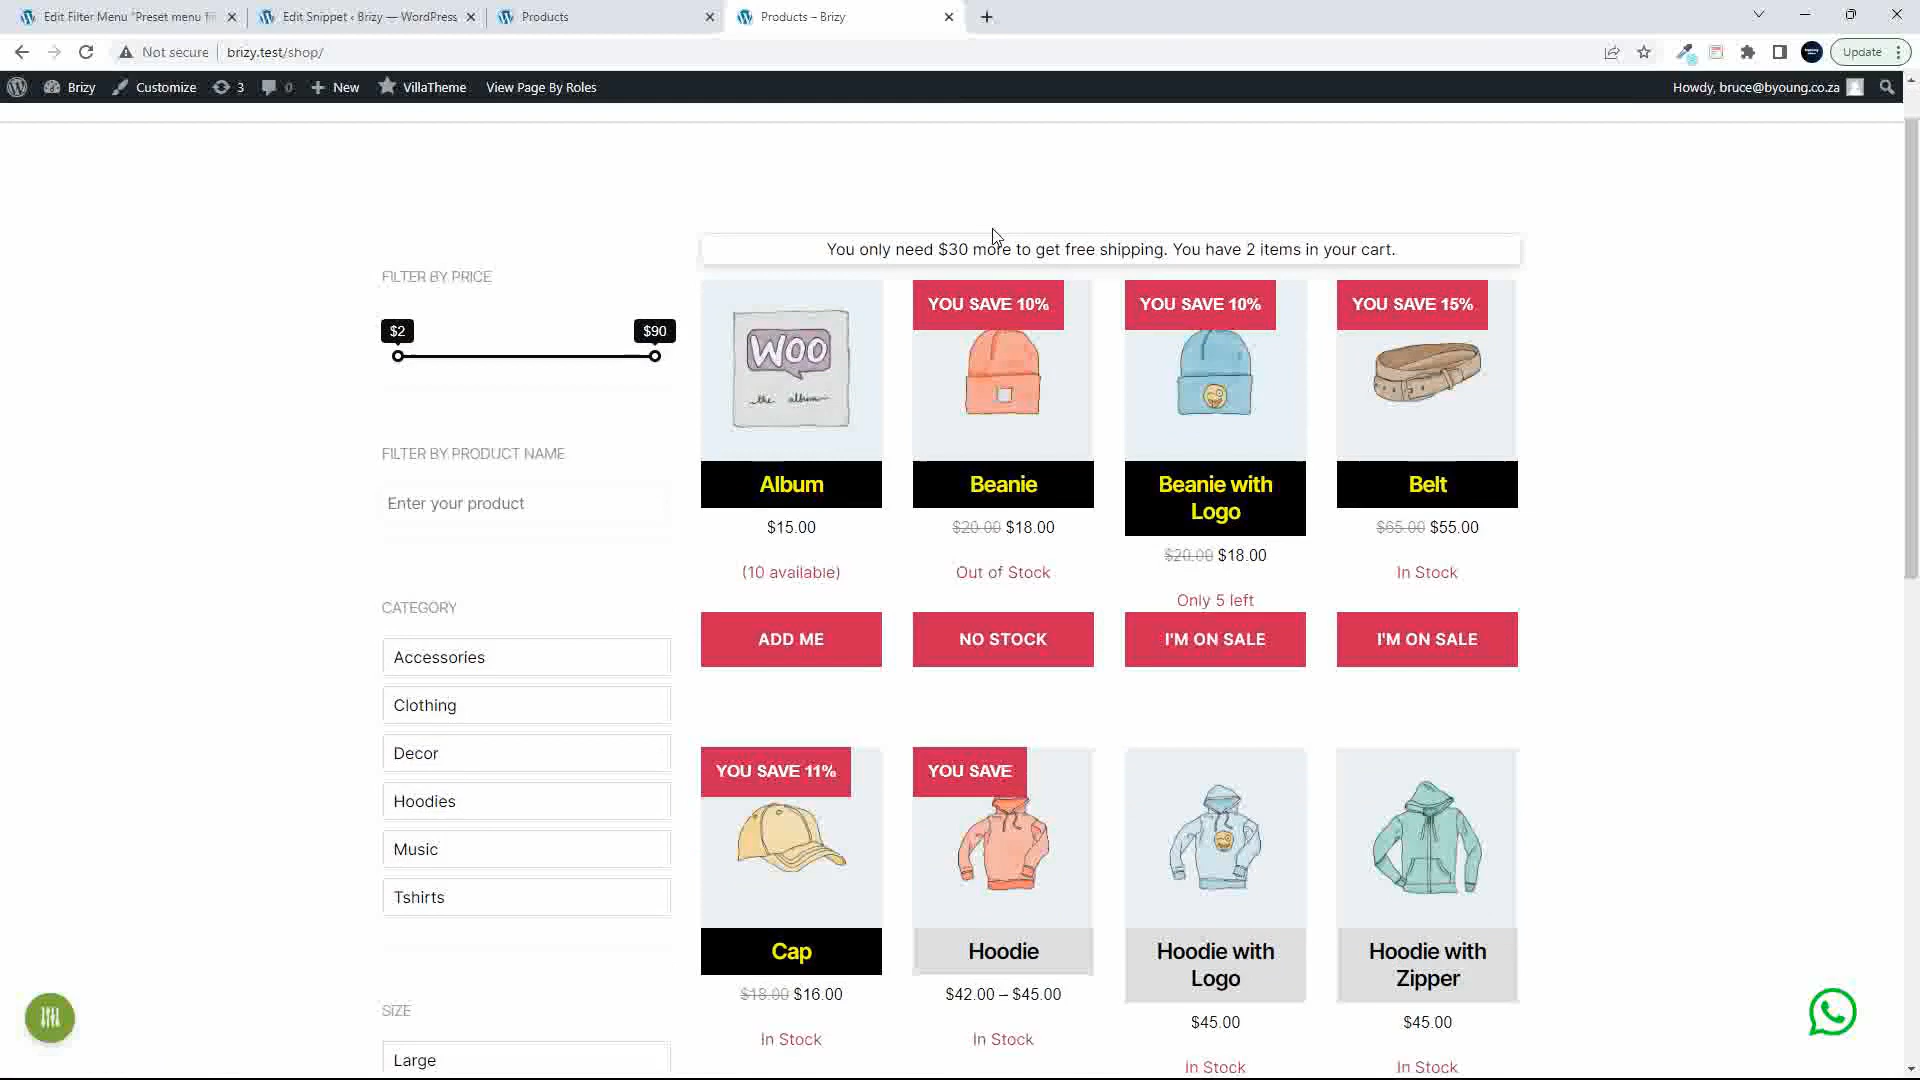 Edit Filter Menu "Preset menu f
Edit Snippet ‹ Brizy — WordPress
Products
Products – Brizy
Not secure
brizy.test/shop/
Update
Brizy
Customize
3
0
New
VillaTheme
View Page By Roles
Howdy, bruce@byoung.co.za
You only need $30 more to get free shipping. You have 2 items in your cart.
FILTER BY PRICE
$2
$90
FILTER BY PRODUCT NAME
Enter your product
CATEGORY
Accessories
Clothing
Decor
Hoodies
Music
Tshirts
SIZE
Large
WOO
the album
Album
$15.00
(10 available)
ADD ME
YOU SAVE 10%
Beanie
$20.00 $18.00
Out of Stock
NO STOCK
YOU SAVE 10%
Beanie with
Logo
$20.00 $18.00
Only 5 left
I'M ON SALE
YOU SAVE 15%
Belt
$65.00 $55.00
In Stock
I'M ON SALE
YOU SAVE 11%
Cap
$18.00 $16.00
In Stock
YOU SAVE
Hoodie
$42.00 – $45.00
In Stock
Hoodie with
Logo
$45.00
In Stock
Hoodie with
Zipper
$45.00
In Stock